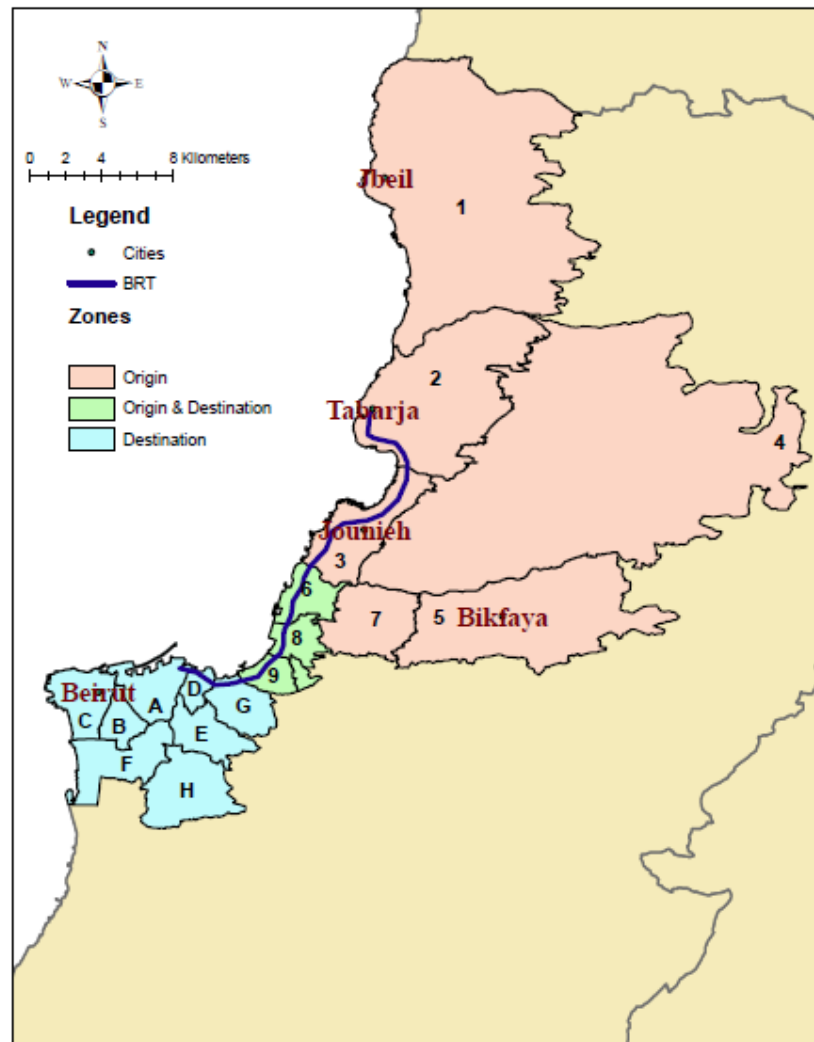 N
W E
S
0 2 4 8 Kilometers
Legend
Cities
BRT
Zones
Origin
Origin & Destination
Destination
Jbeil
1
2
Tabarja
4
Jounieh
3
6
7
5
Bikfaya
8
9
Beirut
D
A
G
C
B
E
F
H